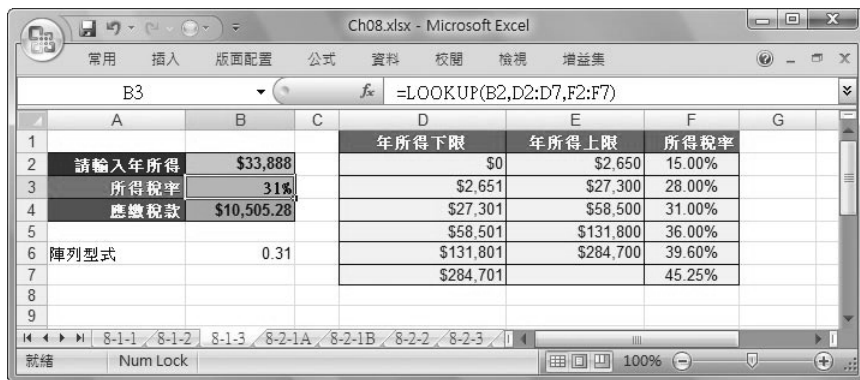 Ch08.xlsx - Microsoft Excel
常用 插入 版面配置 公式 資料 校閱 檢視 增益集
B3 fx =LOOKUP(B2,D2:D7,F2:F7)
A B C D E F G
1 年所得下限 年所得上限 所得稅率
2 請輸入年所得 $33,888 $0 $2,650 15.00%
3 所得稅率 31% $2,651 $27,300 28.00%
4 應繳稅款 $10,505.28 $27,301 $58,500 31.00%
5 $58,501 $131,800 36.00%
6 陣列型式 0.31 $131,801 $284,700 39.60%
7 $284,701 45.25%
8
9
8-1-1 8-1-2 8-1-3 8-2-1A 8-2-1B 8-2-2 8-2-3
就緒 Num Lock 100%